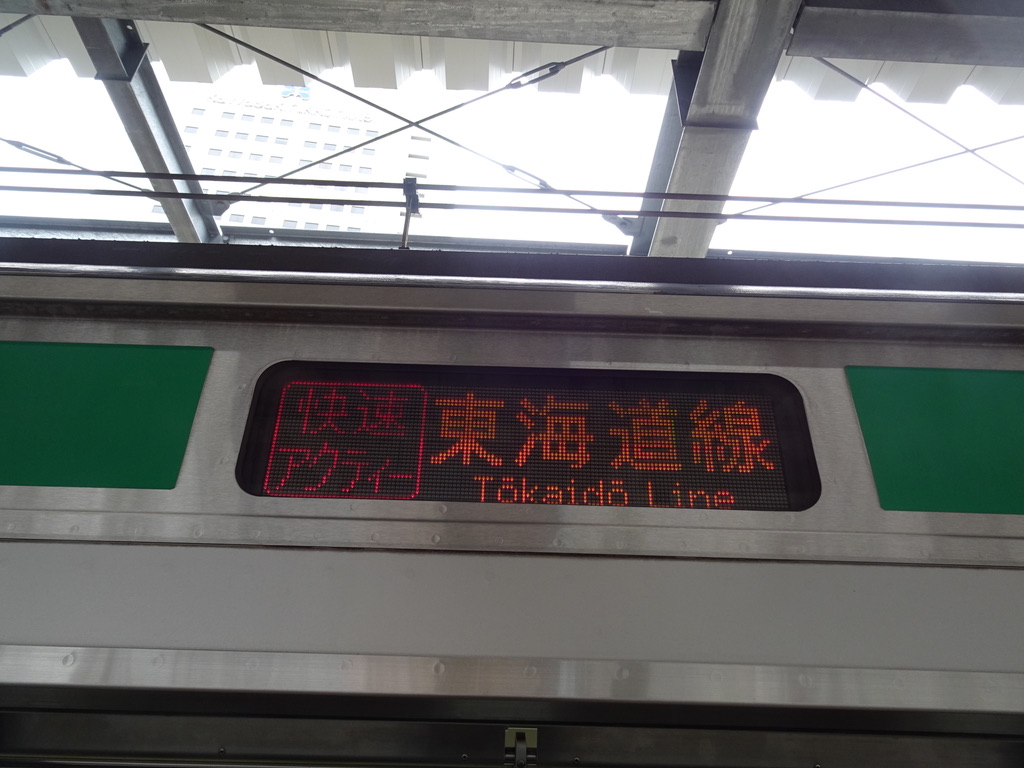 快速
アクティー
東海道線
Tōkaidō Line